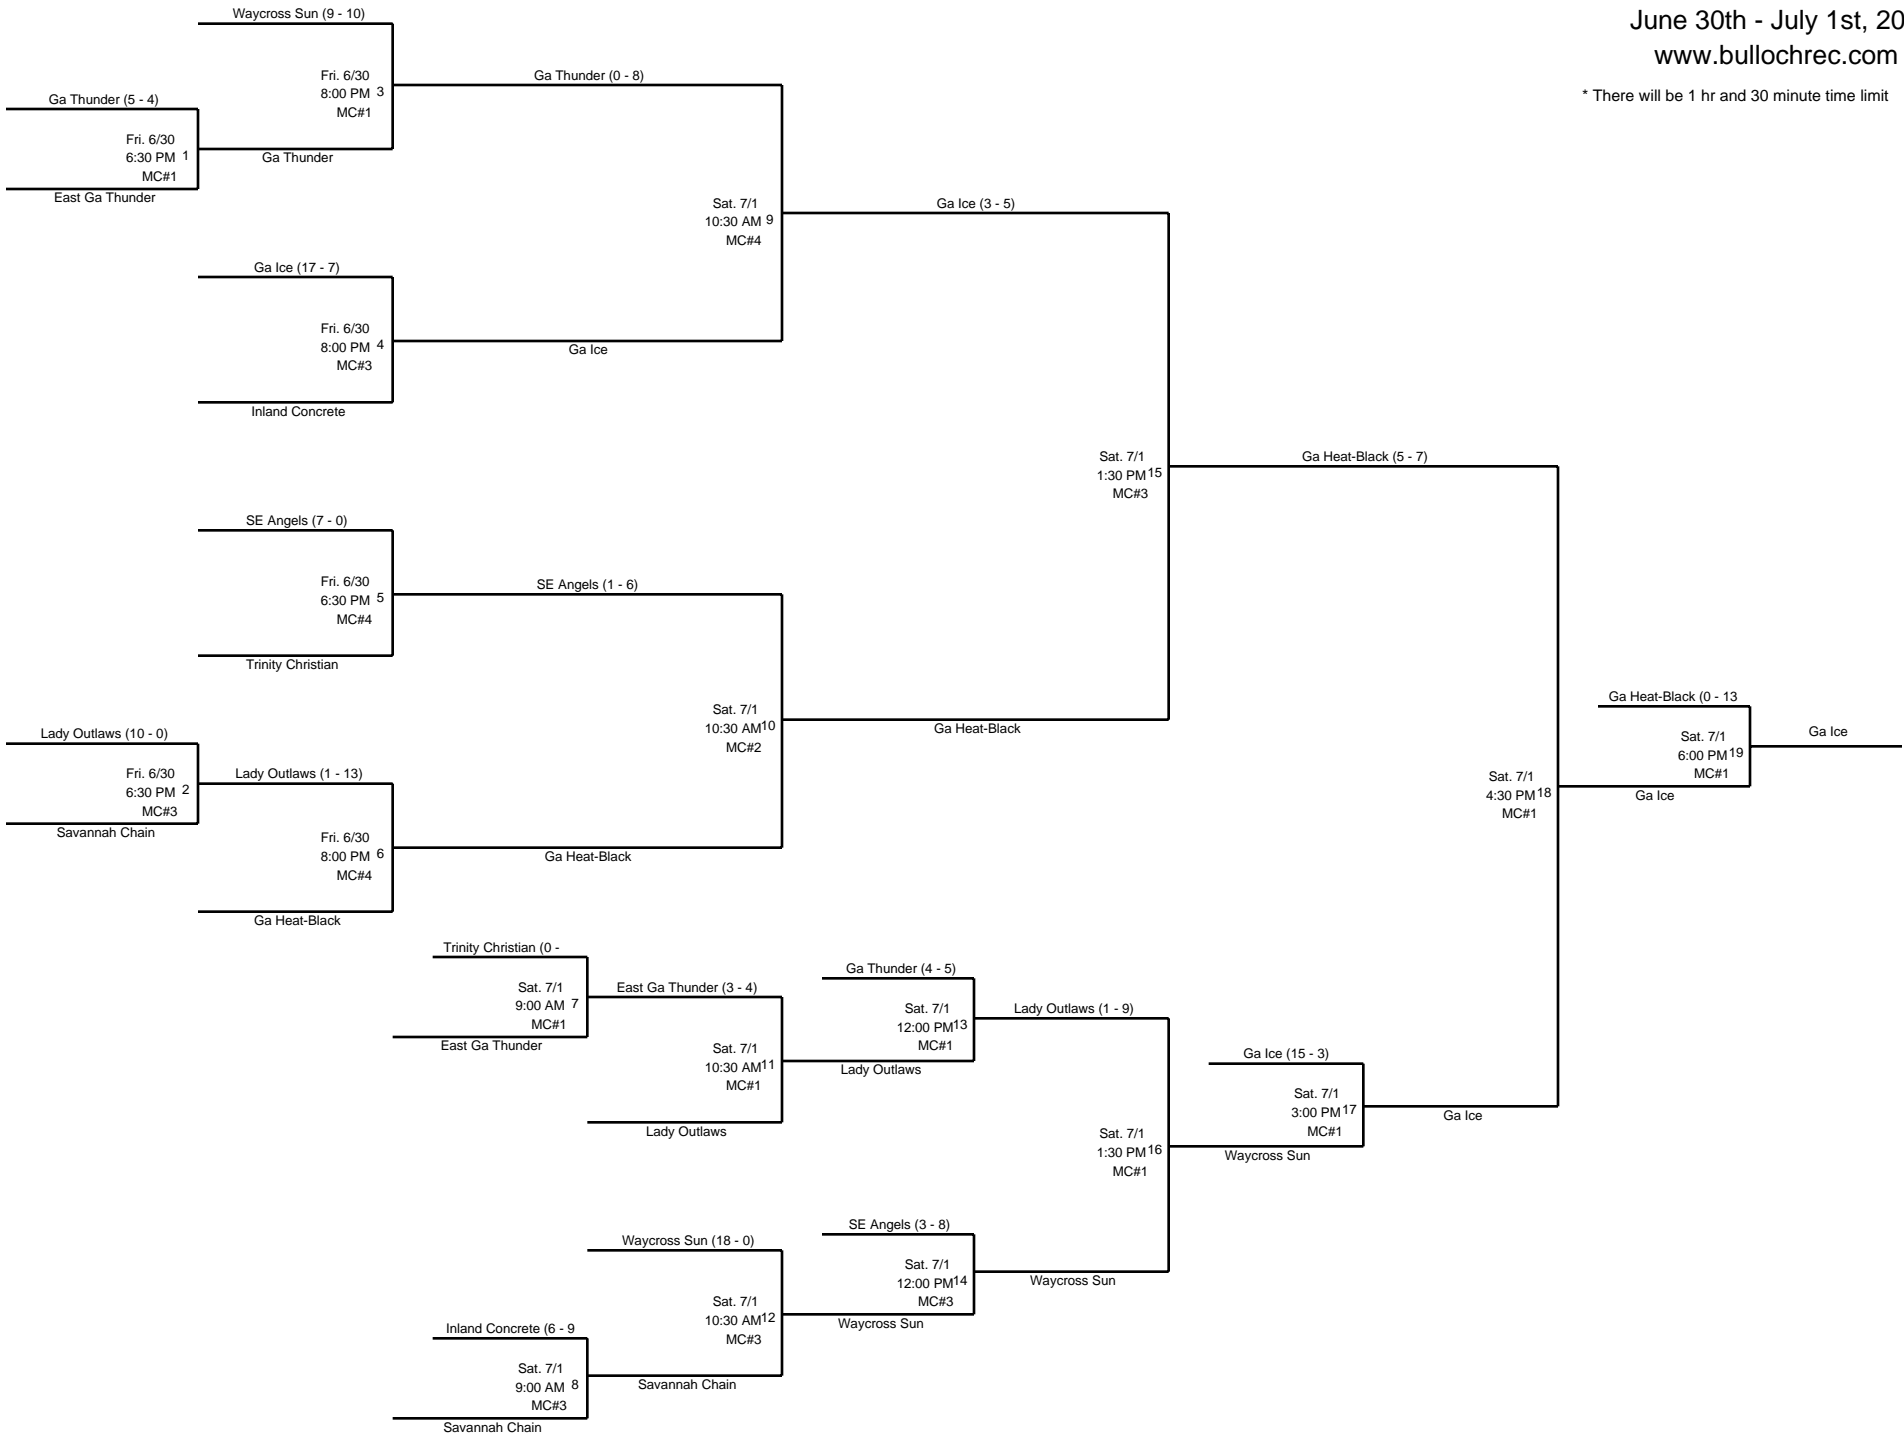 June 30th - July 1st, 20
www.bullochrec.com
* There will be 1 hr and 30 minute time limit
Waycross Sun (9 - 10)
Fri. 6/30
8:00 PM 3
MC#1
Ga Thunder (0 - 8)
Ga Thunder (5 - 4)
Fri. 6/30
6:30 PM 1
MC#1
Ga Thunder
East Ga Thunder
Sat. 7/1
10:30 AM 9
MC#4
Ga Ice (3 - 5)
Ga Ice (17 - 7)
Fri. 6/30
8:00 PM 4
MC#3
Ga Ice
Inland Concrete
Sat. 7/1
1:30 PM 15
MC#3
Ga Heat-Black (5 - 7)
SE Angels (7 - 0)
Fri. 6/30
6:30 PM 5
MC#4
SE Angels (1 - 6)
Trinity Christian
Sat. 7/1
10:30 AM 10
MC#2
Ga Heat-Black
Lady Outlaws (10 - 0)
Fri. 6/30
6:30 PM 2
MC#3
Savannah Chain
Lady Outlaws (1 - 13)
Fri. 6/30
8:00 PM 6
MC#4
Ga Heat-Black
Ga Heat-Black
Ga Heat-Black (0 - 13
Sat. 7/1
6:00 PM 19
MC#1
Ga Ice
Sat. 7/1
4:30 PM 18
MC#1
Ga Ice
Trinity Christian (0 -
Sat. 7/1
9:00 AM 7
MC#1
East Ga Thunder
East Ga Thunder (3 - 4)
Sat. 7/1
10:30 AM 11
MC#1
Lady Outlaws
Ga Thunder (4 - 5)
Sat. 7/1
12:00 PM 13
MC#1
Lady Outlaws
Lady Outlaws (1 - 9)
Sat. 7/1
1:30 PM 16
MC#1
Ga Ice (15 - 3)
Sat. 7/1
3:00 PM 17
MC#1
Waycross Sun
Ga Ice
SE Angels (3 - 8)
Sat. 7/1
12:00 PM 14
MC#3
Waycross Sun
Waycross Sun
Waycross Sun (18 - 0)
Sat. 7/1
10:30 AM 12
MC#3
Savannah Chain
Inland Concrete (6 - 9
Sat. 7/1
9:00 AM 8
MC#3
Savannah Chain